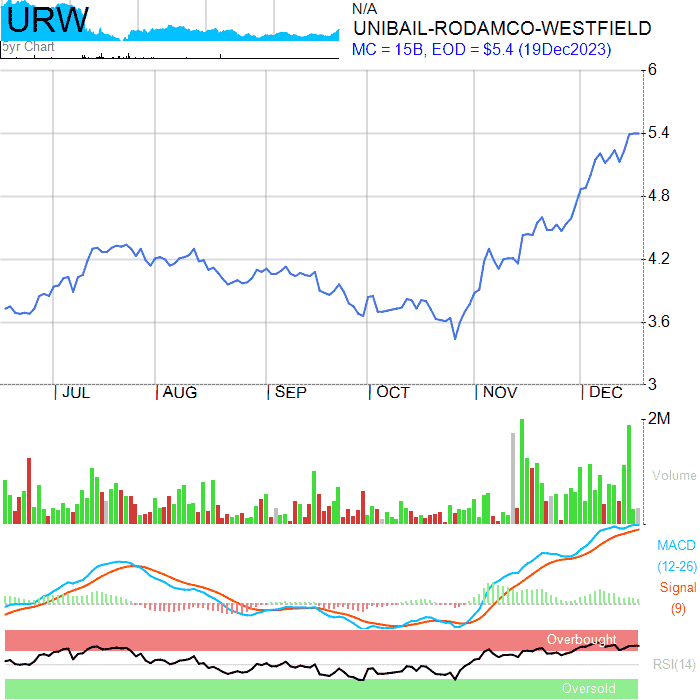 URW
5yr Chart
N/A
UNIBAIL-RODAMCO-WESTFIELD
MC = 15B, EOD = $5.4 (19Dec2023)
6
5.4
4.8
4.2
3.6
3
JUL AUG SEP OCT NOV DEC
2M
Volume
MACD
(12-26)
Signal
(9)
Overbought
RSI(14)
Oversold